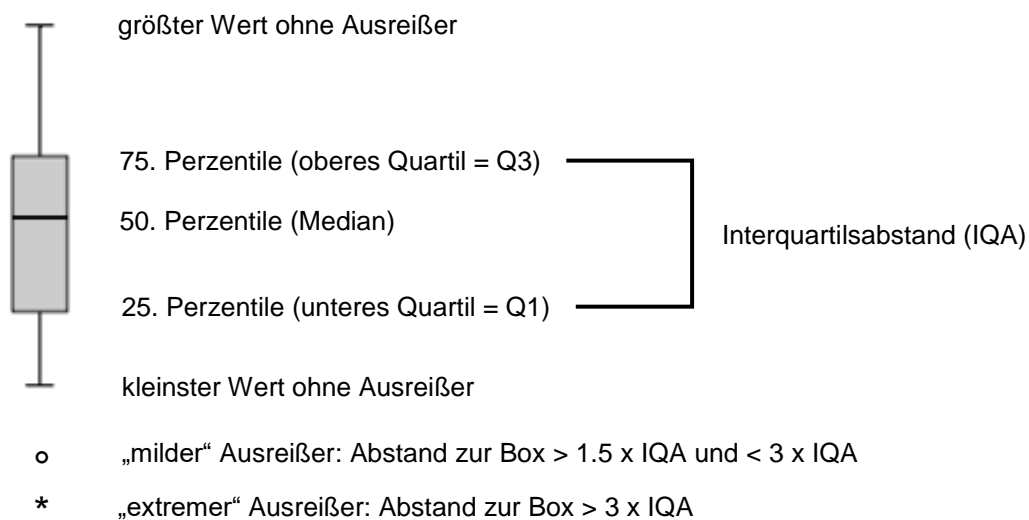 größter Wert ohne Ausreißer
75. Perzentile (oberes Quartil = Q3)
50. Perzentile (Median)
Interquartilsabstand (IQA)
25. Perzentile (unteres Quartil = Q1)
kleinster Wert ohne Ausreißer
„milder“ Ausreißer: Abstand zur Box > 1.5 x IQA und < 3 x IQA
* „extremer“ Ausreißer: Abstand zur Box > 3 x IQA